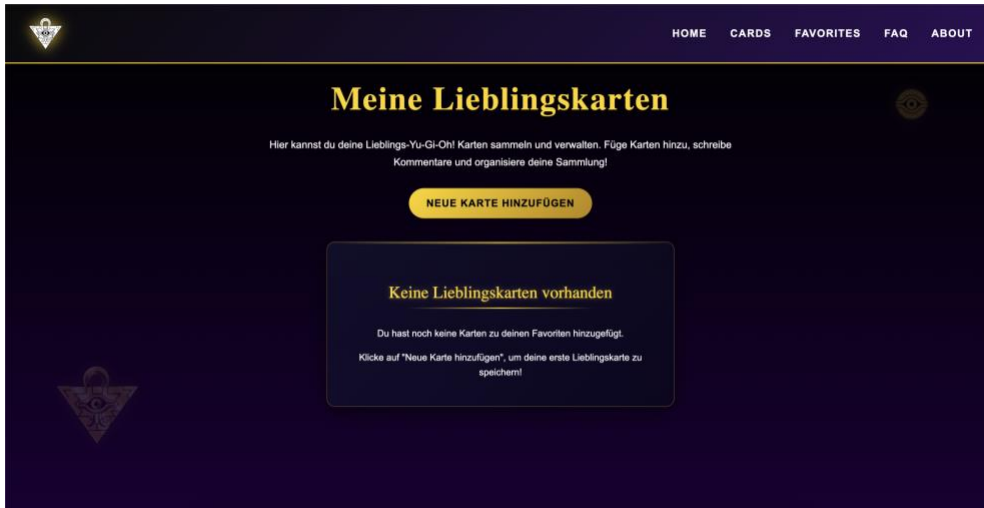 HOME CARDS FAVORITES FAQ ABOUT
Meine Lieblingskarten
Hier kannst du deine Lieblings-Yu-Gi-Oh! Karten sammeln und verwalten. Füge Karten hinzu, schreibe
Kommentare und organisiere deine Sammlung!
NEUE KARTE HINZUFÜGEN
Keine Lieblingskarten vorhanden
Du hast noch keine Karten zu deinen Favoriten hinzugefügt.
Klicke auf "Neue Karte hinzufügen", um deine erste Lieblingskarte zu
speichern!